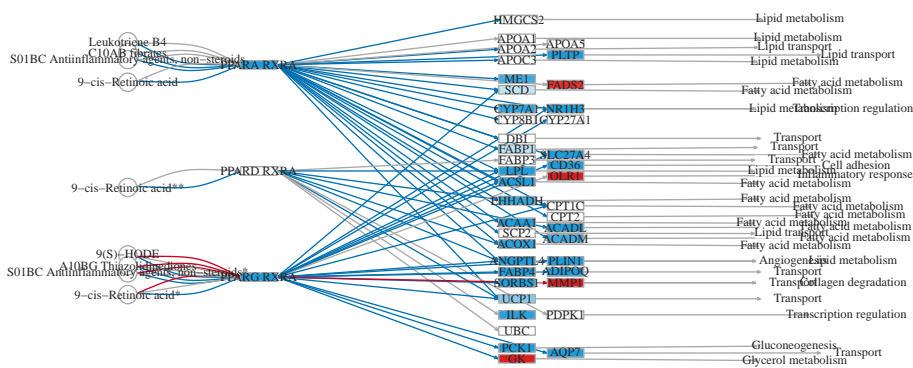 Leukotriene B4
C10AB fibrates
S01BC Antiinflammatory agents, non-steroids
9-cis-Retinoic acid
PPARA RXRA
9-cis-Retinoic acid**
PPARD RXRA
9(S)-HODE
A10BG Thiazolidinediones
S01BC Antiinflammatory agents, non-steroids*
9-cis-Retinoic acid*
PPARG RXRG
HMGCS2
Lipid metabolism
APOA1
Lipid metabolism
APOA2
APOA5
Lipid transport
PLTP
Lipid transport
APOC3
Lipid metabolism
ME1
FADS2
Fatty acid metabolism
SCD
Fatty acid metabolism
CYP7A1
NR1H3
Lipid metabolism
Transcription regulation
CYP8B1
CYP27A1
DBI
Transport
FABP1
Transport
SLC27A4
Fatty acid metabolism
FABP3
Transport
CD36
Cell adhesion
LPL
Lipid metabolism
OLR1
Inflammatory response
ACSL1
Fatty acid metabolism
EHHADH
Fatty acid metabolism
CPT1C
Fatty acid metabolism
CPT2
Fatty acid metabolism
ACAA1
Fatty acid metabolism
ACADL
Fatty acid metabolism
SCP2
Lipid transport
ACADM
Fatty acid metabolism
ACOX1
Fatty acid metabolism
ANGPTL4
PLIN1
Angiogenesis
Lipid metabolism
FABP4
ADIPOQ
Transport
SORBS1
MMP1
Transport
Collagen degradation
UCP1
Transport
ILK
PDPK1
Transcription regulation
UBC
PCK1
Gluconeogenesis
AQP7
Transport
GK
Glycerol metabolism